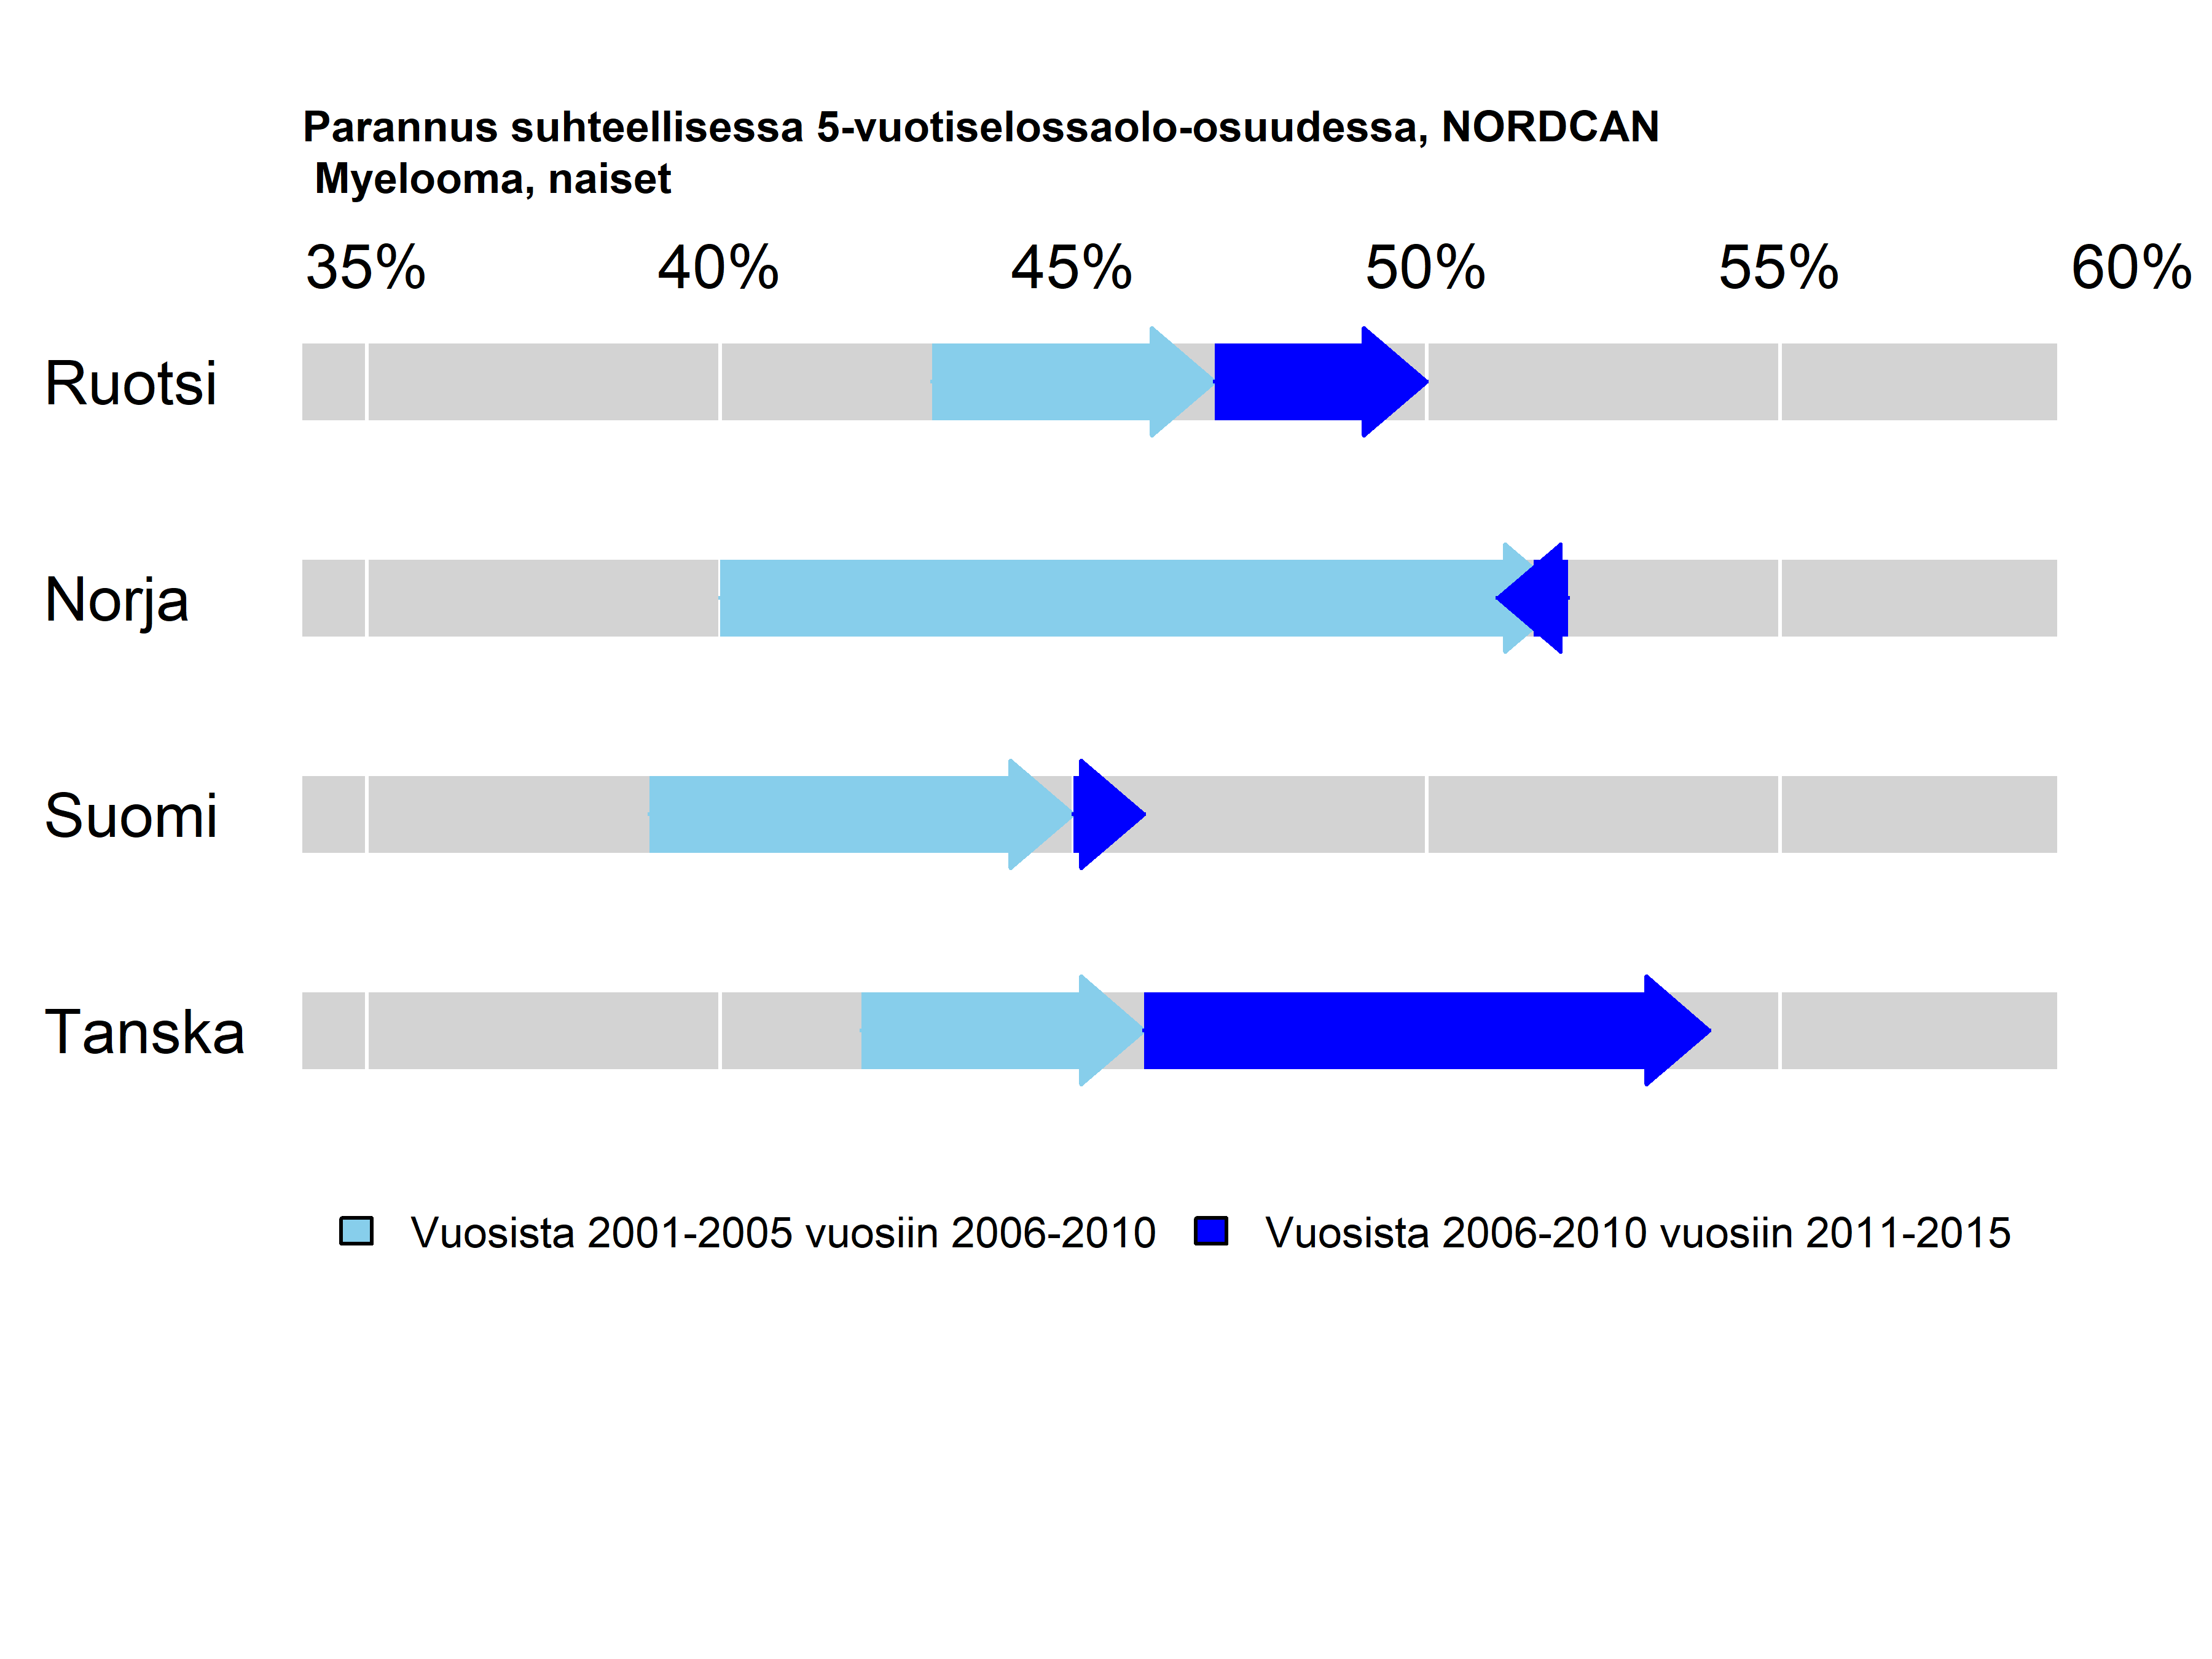 Parannus suhteellisessa 5-vuotiselossaolo-osuudessa, NORDCAN
Myelooma, naiset
35% 40% 45% 50% 55% 60%
Ruotsi
Norja
Suomi
Tanska
Vuosista 2001-2005 vuosiin 2006-2010 Vuosista 2006-2010 vuosiin 2011-2015